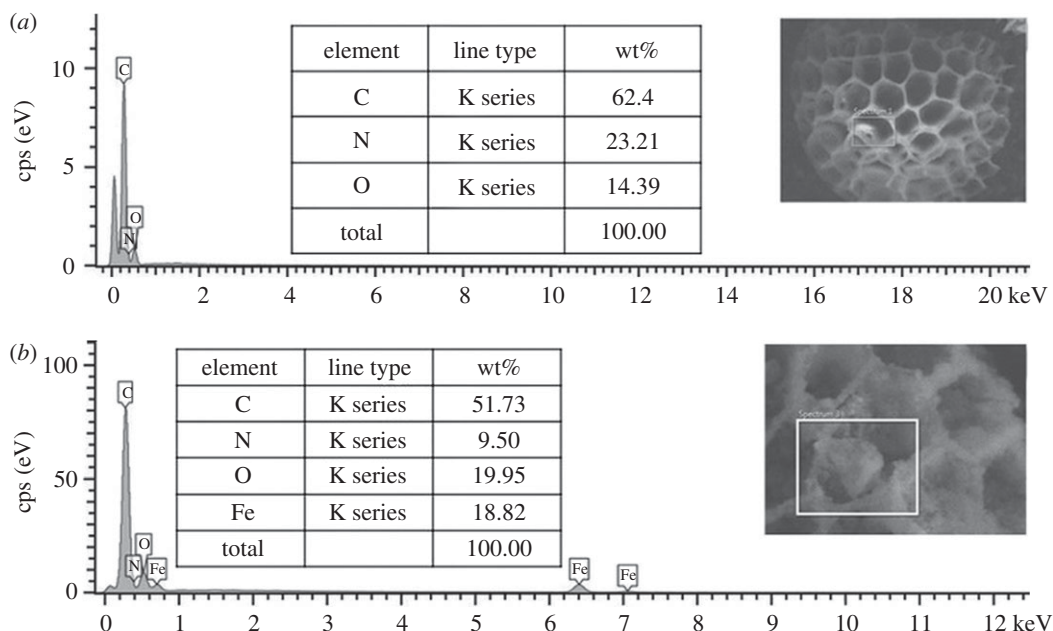 (a)
10
5
0
cps (eV)
C
N
O
element line type wt%
C K series 62.4
N K series 23.21
O K series 14.39
total 100.00
0 2 4 6 8 10 12 14 16 18 20 keV
(b)
100
50
0
cps (eV)
C
N
O
Fe
Fe
Fe
element line type wt%
C K series 51.73
N K series 9.50
O K series 19.95
Fe K series 18.82
total 100.00
0 1 2 3 4 5 6 7 8 9 10 11 12 keV